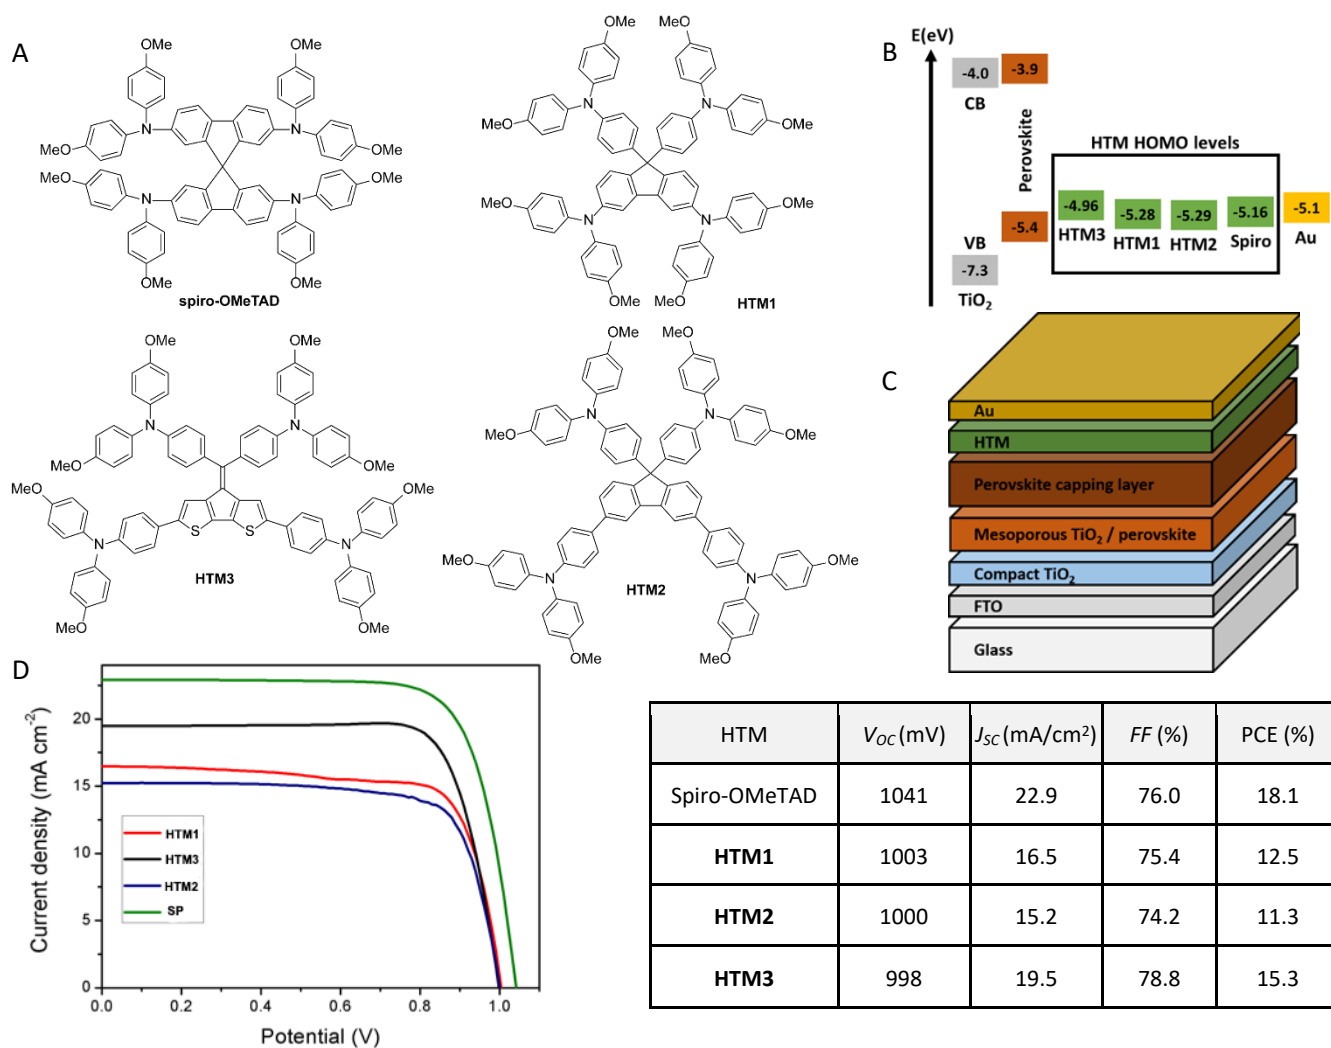 A
OMe
OMe
MeO
OMe
N
N
OMe
OMe
MeO
OMe
N
N
OMe
OMe
spiro-OMeTAD
OMe
MeO
N
N
MeO
OMe
MeO
OMe
N
N
OMe
MeO
HTM1
OMe
OMe
N
N
MeO
OMe
OMe
OMe
S
S
N
N
MeO
OMe
HTM3
OMe
MeO
N
N
OMe
OMe
MeO
OMe
N
N
OMe
MeO
HTM2
B
E(eV)
-4.0
-3.9
CB
Perovskite
HTM HOMO levels
-4.96
-5.28
-5.29
-5.16
-5.1
-5.4
HTM3
HTM1
HTM2
Spiro
Au
VB
-7.3
TiO2
C
Au
HTM
Perovskite capping layer
Mesoporous TiO2 / perovskite
Compact TiO2
FTO
Glass
D
Current density (mA cm-2)
20
15
10
5
0
HTM1
HTM3
HTM2
SP
0.0
0.2
0.4
0.6
0.8
1.0
Potential (V)
HTM VOC (mV) JSC (mA/cm2) FF (%) PCE (%)
Spiro-OMeTAD 1041 22.9 76.0 18.1
HTM1 1003 16.5 75.4 12.5
HTM2 1000 15.2 74.2 11.3
HTM3 998 19.5 78.8 15.3